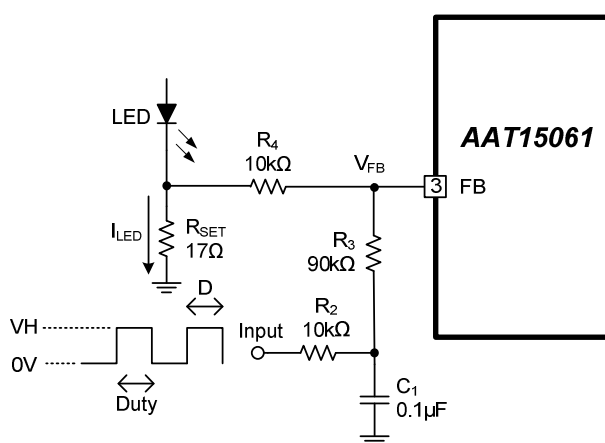 AAT15061
LED
R4
10kΩ
VFB
3
FB
ILED
RSET
17Ω
R3
90kΩ
D
VH
0V
Duty
Input
R2
10kΩ
C1
0.1µF